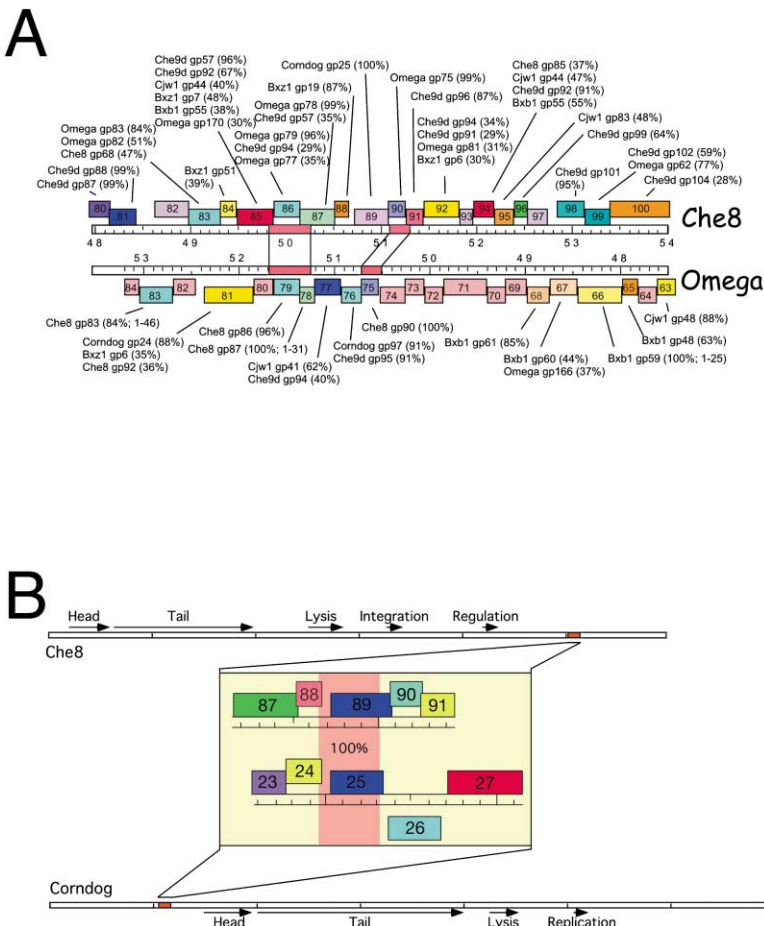 A
Che9d gp57 (96%)
Che9d gp92 (67%)
Cjw1 gp44 (40%)
Bxz1 gp7 (48%)
Bxb1 gp55 (38%)
Omega gp170 (30%)
Corndog gp25 (100%)
Bxz1 gp19 (87%)
Omega gp78 (99%)
Che9d gp57 (35%)
Omega gp79 (96%)
Che9d gp94 (29%)
Omega gp77 (35%)
Omega gp75 (99%)
Che9d gp96 (87%)
Che9d gp94 (34%)
Che9d gp91 (29%)
Omega gp81 (31%)
Bxz1 gp6 (30%)
Che8 gp85 (37%)
Cjw1 gp44 (47%)
Che9d gp92 (91%)
Bxb1 gp55 (55%)
Cjw1 gp83 (48%)
Che9d gp99 (64%)
Omega gp83 (84%)
Omega gp82 (51%)
Che8 gp68 (47%)
Che9d gp88 (99%)
Che9d gp87 (99%)
Bxz1 gp51
(39%)
Che9d gp101
(95%)
Che9d gp102 (59%)
Omega gp62 (77%)
Che9d gp104 (28%)
80 81 82 83 84 85 86 87 88 89 90 91 92 93 94 95 96 97 98 99 100
Che8
48 49 50 51 52 53 54
53 52 51 50 49 48
Omega
84 83 82 81 80 79 78 77 76 75 74 73 72 71 70 69 68 67 66 65 64 63
Che8 gp83 (84%; 1-46)
Corndog gp24 (88%)
Bxz1 gp6 (35%)
Che8 gp92 (36%)
Che8 gp86 (96%)
Che8 gp87 (100%; 1-31)
Cjw1 gp41 (62%)
Che9d gp94 (40%)
Che8 gp90 (100%)
Corndog gp97 (91%)
Che9d gp95 (91%)
Bxb1 gp61 (85%)
Bxb1 gp60 (44%)
Omega gp166 (37%)
Cjw1 gp48 (88%)
Bxb1 gp48 (63%)
Bxb1 gp59 (100%; 1-25)
B
Head Tail Lysis Integration Regulation
Che8
87 88 89 90 91
100%
23 24 25 27
26
Corndog
Head Tail Lysis Replication